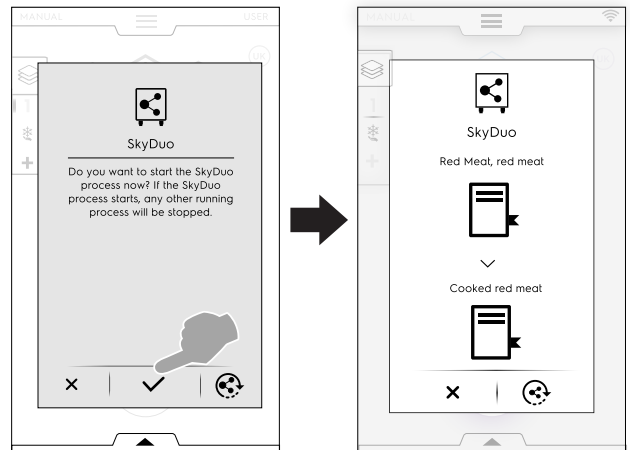 MANUAL
USER
SkyDuo
Do you want to start the SkyDuo
process now? If the SkyDuo
process starts, any other running
process will be stopped.
MANUAL
1
SkyDuo
Red Meat, red meat
Cooked red meat